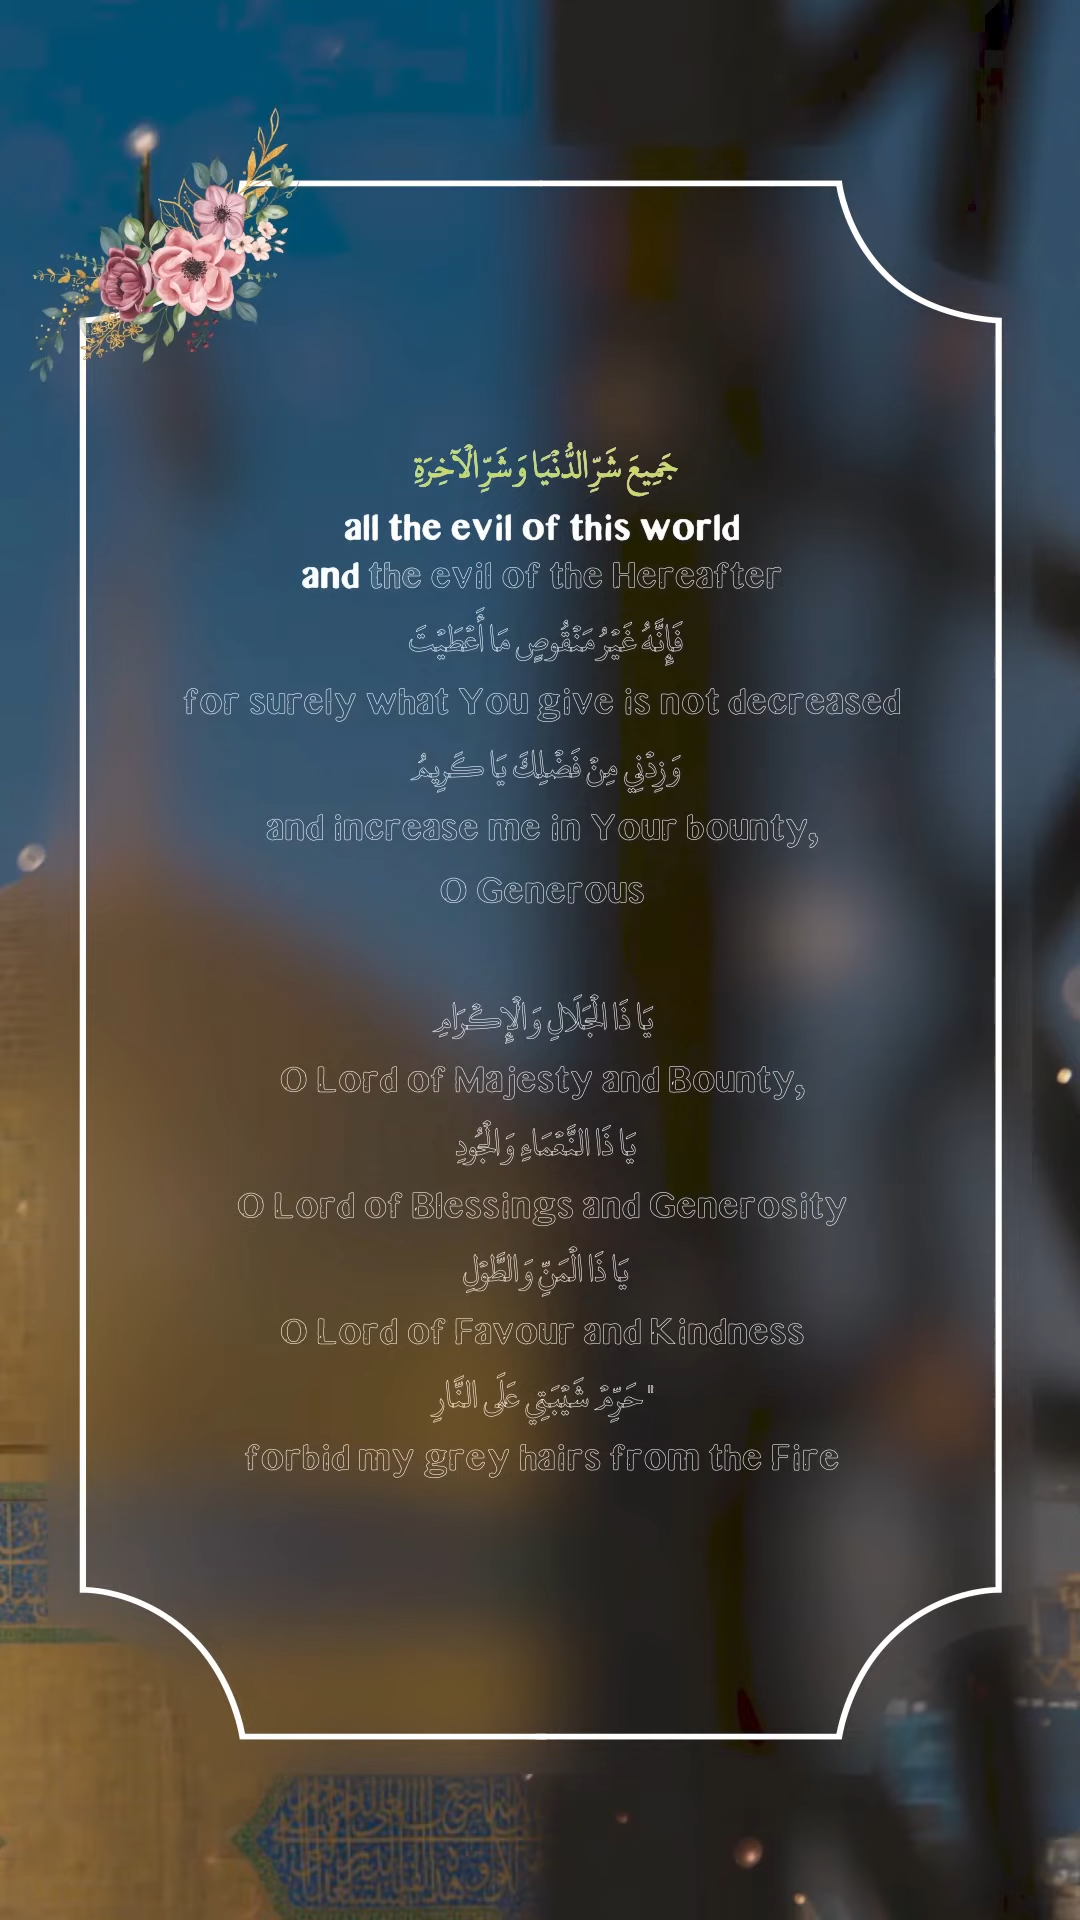 جَمِيعَ شَرِّ الدُّنْيَا وَشَرِّ الْآخِرَةِ
all the evil of this world
and the evil of the Hereafter
فَإِنَّهُ غَيْرُ مَنْقُوصٍ مَا أَعْطَيْتَ
for surely what You give is not decreased
وَزِدْنِي مِنْ فَضْلِكَ يَا كَرِيمُ
and increase me in Your bounty,
O Generous
يَا ذَا الْجَلَالِ وَالْإِكْرَامِ
O Lord of Majesty and Bounty,
يَا ذَا النَّعْمَاءِ وَالْجُودِ
O Lord of Blessings and Generosity
يَا ذَا الْمَنِّ وَالطَّوْلِ
O Lord of Favour and Kindness
" حَرِّمْ شَيْبَتِي عَلَى النَّارِ
forbid my grey hairs from the Fire